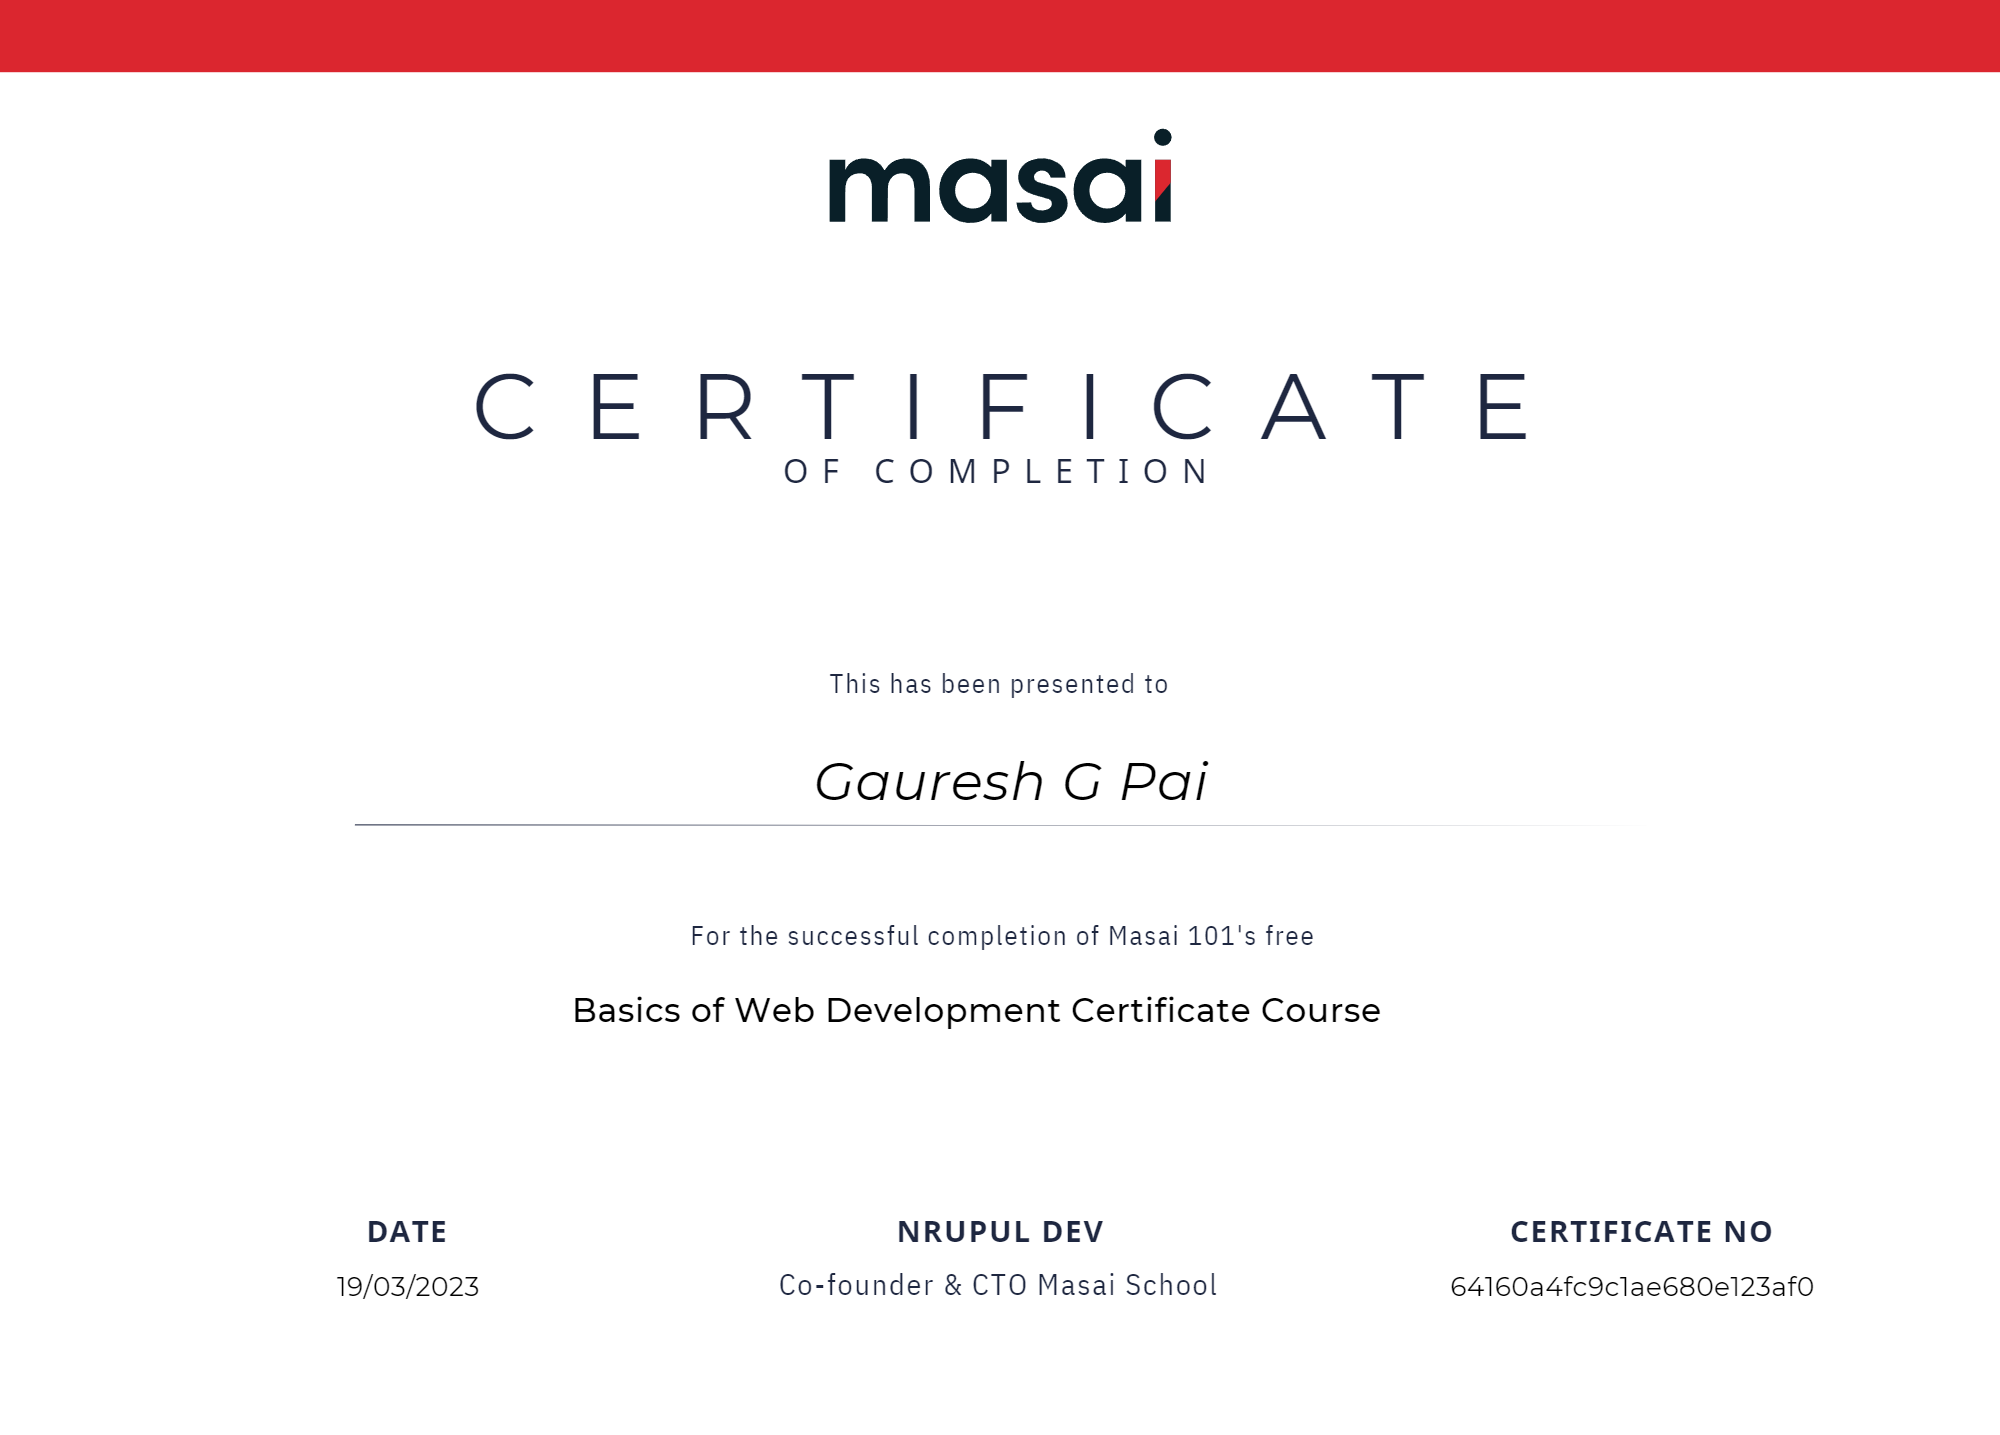 masai
CERTIFICATE
OF COMPLETION
This has been presented to
Gauresh G Pai
For the successful completion of Masai 101's free
Basics of Web Development Certificate Course
DATE
19/03/2023
NRUPUL DEV
Co-founder & CTO Masai School
CERTIFICATE NO
64160a4fc9c1ae680e123af0